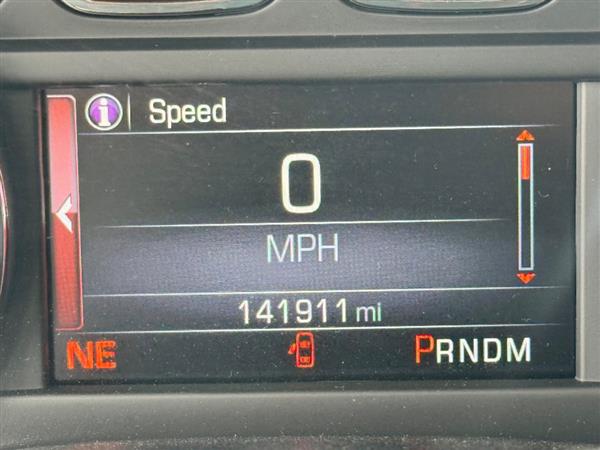 i Speed
0
MPH
141911 mi
NE PRNDM